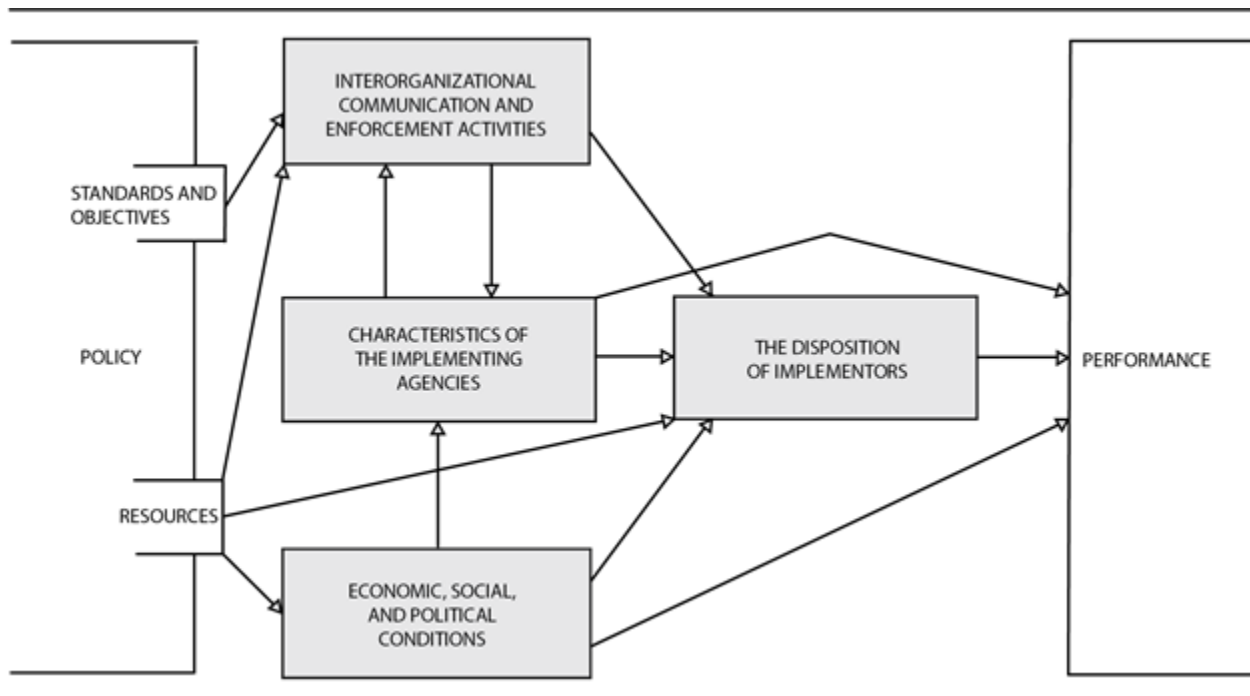 INTERORGANIZATIONAL
COMMUNICATION AND
ENFORCEMENT ACTIVITIES
STANDARDS AND
OBJECTIVES
POLICY
CHARACTERISTICS OF
THE IMPLEMENTING
AGENCIES
THE DISPOSITION
OF IMPLEMENTORS
PERFORMANCE
RESOURCES
ECONOMIC, SOCIAL,
AND POLITICAL
CONDITIONS